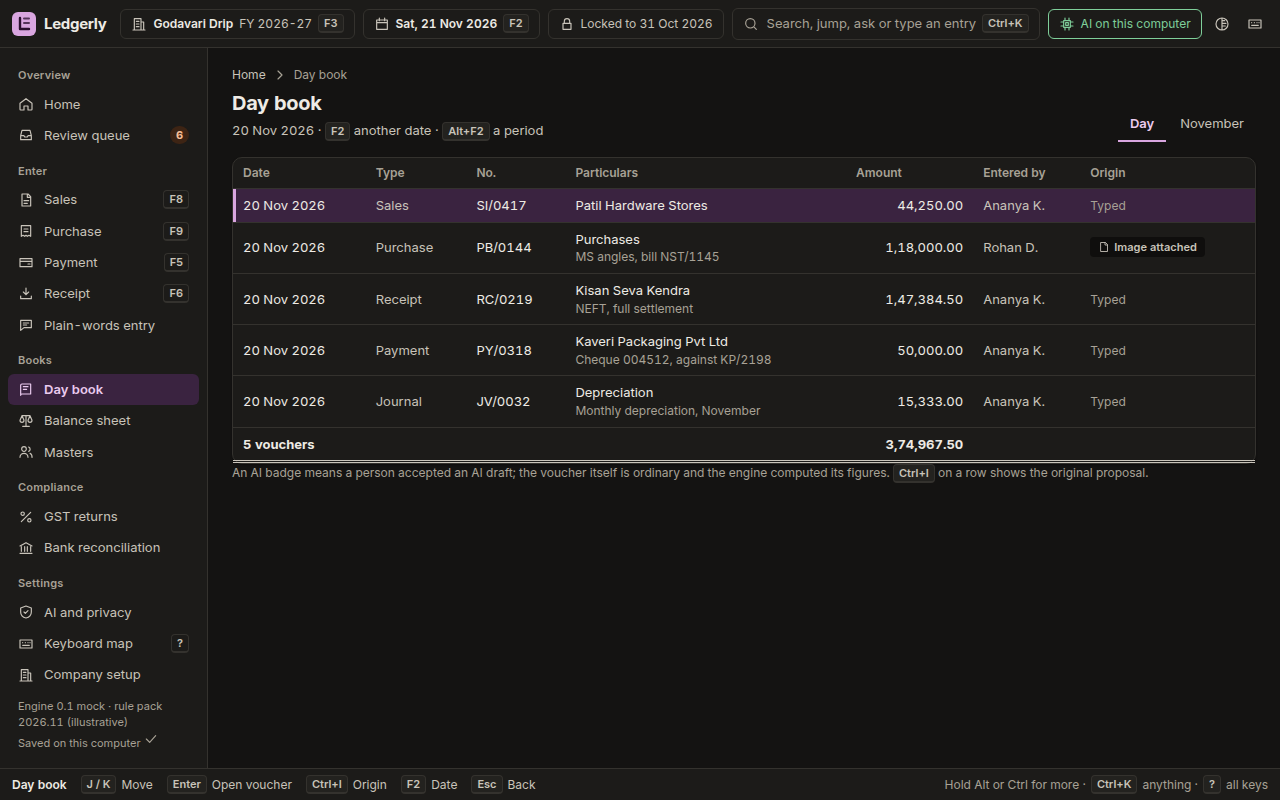 Ledgerly
Godavari Drip FY 2026-27 F3
Sat, 21 Nov 2026 F2
Locked to 31 Oct 2026
Search, jump, ask or type an entry Ctrl+K
AI on this computer
Overview
Home
Review queue 6
Enter
Sales F8
Purchase F9
Payment F5
Receipt F6
Plain-words entry
Books
Day book
Balance sheet
Masters
Compliance
GST returns
Bank reconciliation
Settings
AI and privacy
Keyboard map ?
Company setup
Engine 0.1 mock · rule pack
2026.11 (illustrative)
Saved on this computer
Home Day book
Day book
20 Nov 2026 · F2 another date · Alt+F2 a period
Day November
Date Type No. Particulars Amount Entered by Origin
20 Nov 2026 Sales SI/0417 Patil Hardware Stores 44,250.00 Ananya K. Typed
20 Nov 2026 Purchase PB/0144 Purchases 1,18,000.00 Rohan D. Image attached
MS angles, bill NST/1145
20 Nov 2026 Receipt RC/0219 Kisan Seva Kendra 1,47,384.50 Ananya K. Typed
NEFT, full settlement
20 Nov 2026 Payment PY/0318 Kaveri Packaging Pvt Ltd 50,000.00 Ananya K. Typed
Cheque 004512, against KP/2198
20 Nov 2026 Journal JV/0032 Depreciation 15,333.00 Ananya K. Typed
Monthly depreciation, November
5 vouchers 3,74,967.50
An AI badge means a person accepted an AI draft; the voucher itself is ordinary and the engine computed its figures. Ctrl+I on a row shows the original proposal.
Day book J / K Move Enter Open voucher Ctrl+I Origin F2 Date Esc Back
Hold Alt or Ctrl for more · Ctrl+K anything · ? all keys